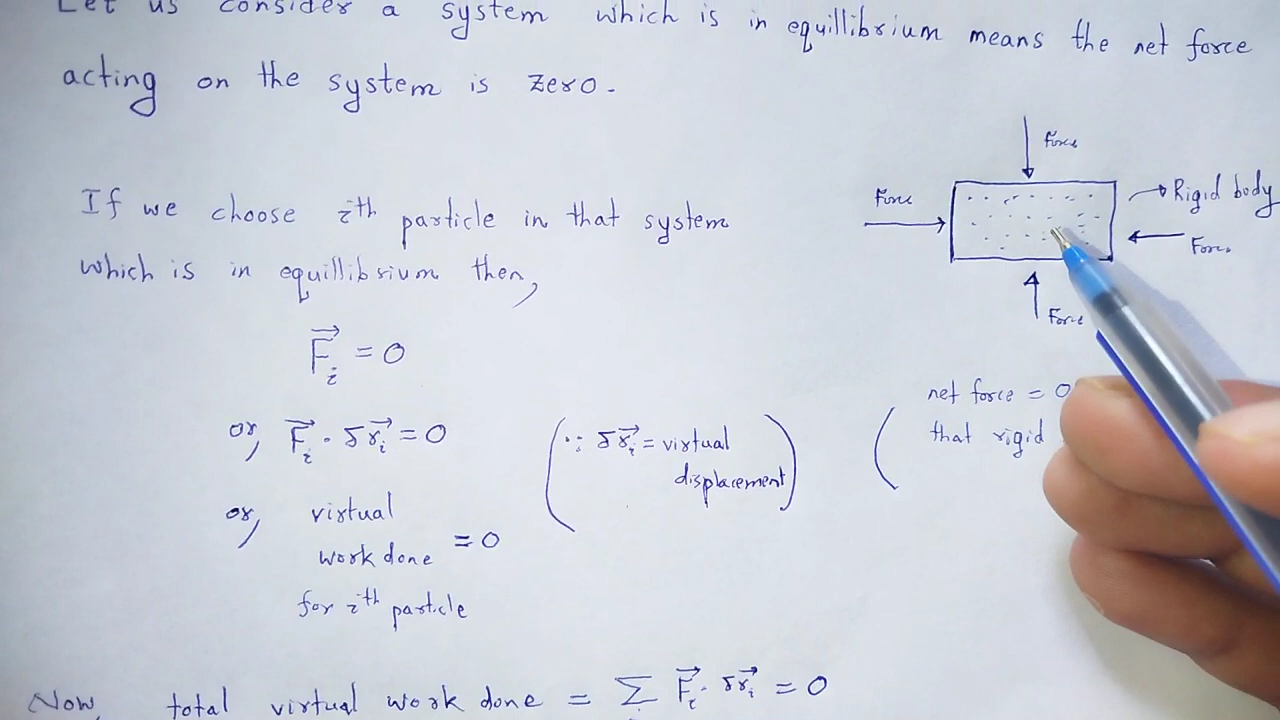 Let us consider a system which is in equillibrium means the net force
acting on the system is zero.
If we choose ith particle in that system
which is in equillibrium then,
F⃗i = 0
or, F⃗i · δr⃗i = 0
(∵ δr⃗i = virtual
displacement)
or, virtual
work done = 0
for ith particle
Now, total virtual work done = Σ F⃗i · δr⃗i = 0
Force
Force
Rigid body
Force
Force
(net force = 0
that rigid